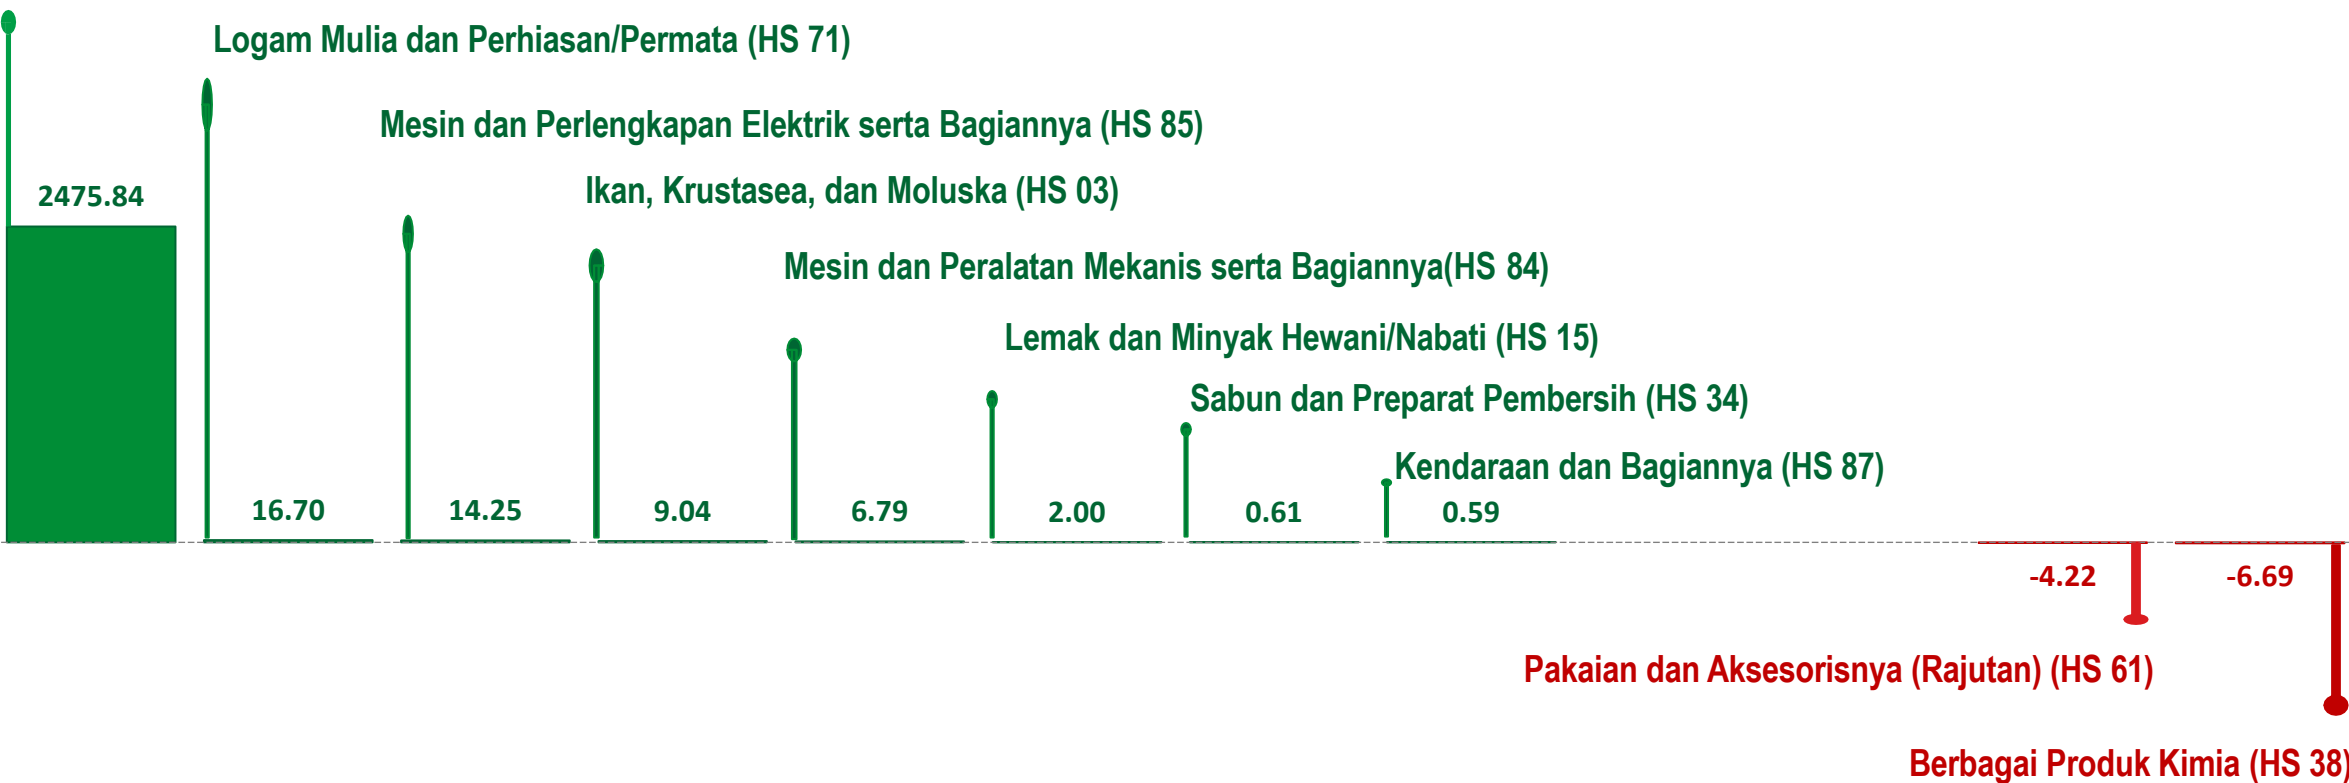 Logam Mulia dan Perhiasan/Permata (HS 71)
Mesin dan Perlengkapan Elektrik serta Bagiannya (HS 85)
Ikan, Krustasea, dan Moluska (HS 03)
2475.84
Mesin dan Peralatan Mekanis serta Bagiannya(HS 84)
Lemak dan Minyak Hewani/Nabati (HS 15)
Sabun dan Preparat Pembersih (HS 34)
Kendaraan dan Bagiannya (HS 87)
16.70 14.25 9.04 6.79 2.00 0.61 0.59
-4.22 -6.69
Pakaian dan Aksesorisnya (Rajutan) (HS 61)
Berbagai Produk Kimia (HS 38)